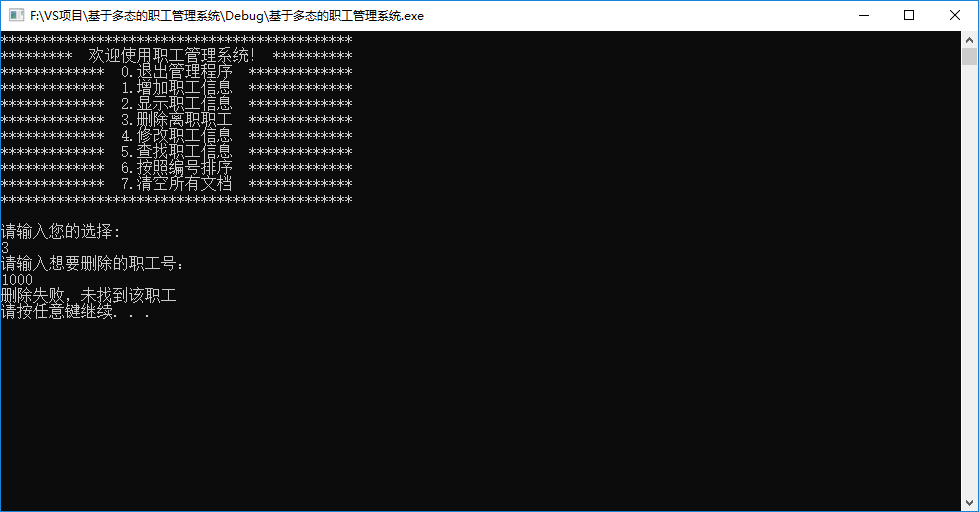 F:\VS项目\基于多态的职工管理系统\Debug\基于多态的职工管理系统.exe
********************************************
*********  欢迎使用职工管理系统！ **********
*************  0.退出管理程序  *************
*************  1.增加职工信息  *************
*************  2.显示职工信息  *************
*************  3.删除离职职工  *************
*************  4.修改职工信息  *************
*************  5.查找职工信息  *************
*************  6.按照编号排序  *************
*************  7.清空所有文档  *************
********************************************
请输入您的选择:
3
请输入想要删除的职工号：
1000
删除失败，未找到该职工
请按任意键继续. . .